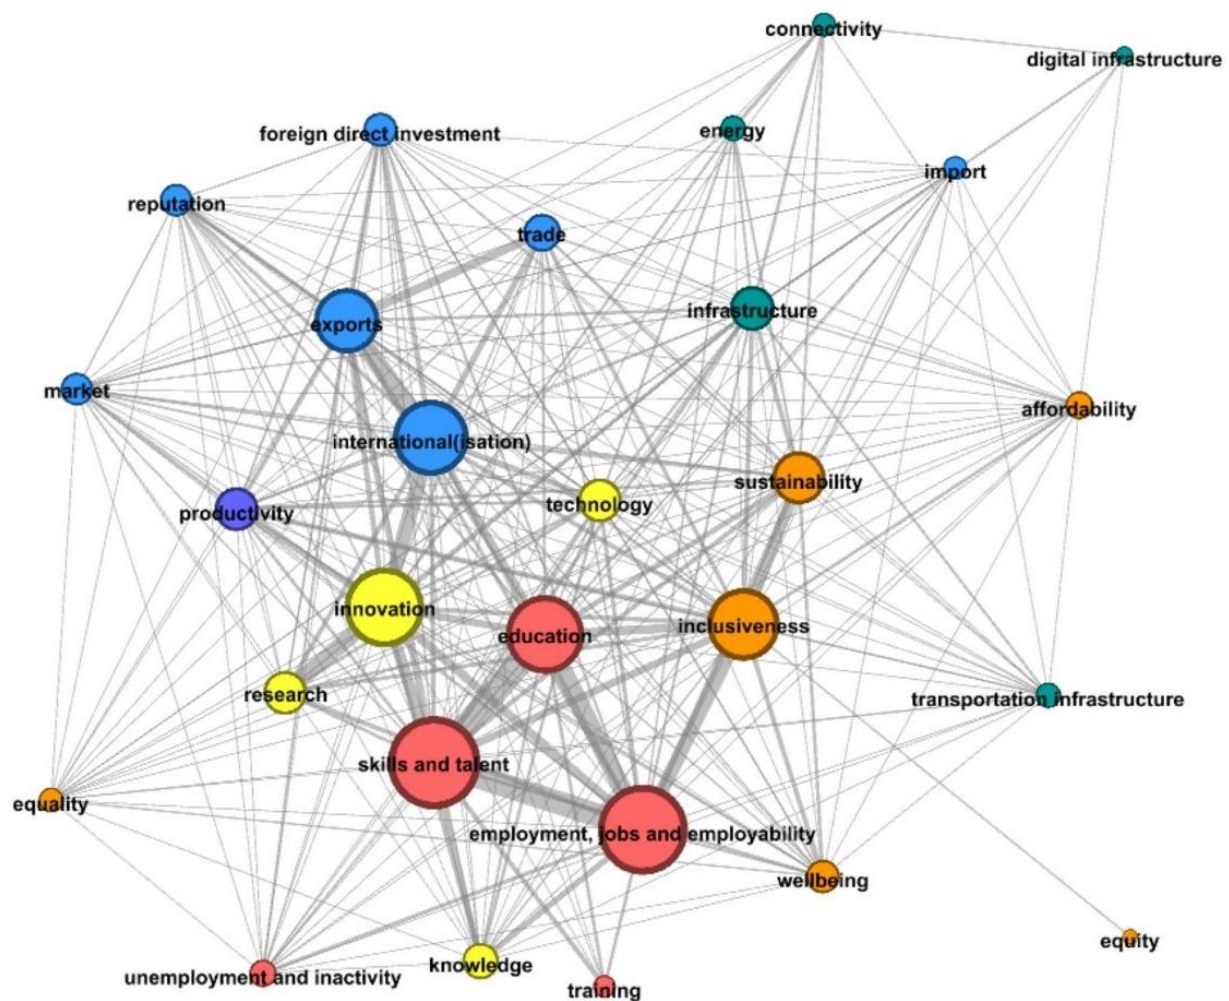 connectivity
digital infrastructure
foreign direct investment
energy
import
reputation
trade
infrastructure
exports
market
affordability
international(isation)
sustainability
technology
productivity
innovation
education
inclusiveness
research
transportation infrastructure
skills and talent
equality
employment, jobs and employability
wellbeing
equity
knowledge
unemployment and inactivity
training